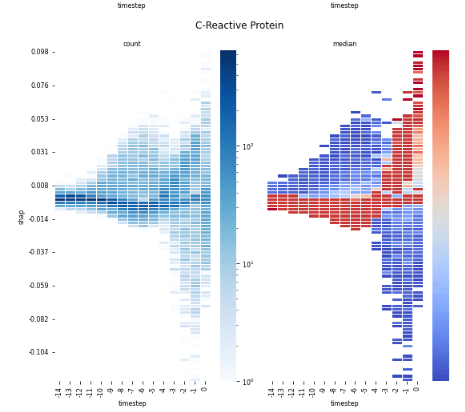 timestep timestep
C-Reactive Protein
count median
0.098
0.076
0.053
0.031
0.008
-0.014
-0.037
-0.059
-0.082
-0.104
shap
10²
10¹
10⁰
-14 -13 -12 -11 -10 -9 -8 -7 -6 -5 -4 -3 -2 -1 0
-14 -13 -12 -11 -10 -9 -8 -7 -6 -5 -4 -3 -2 -1 0
timestep timestep